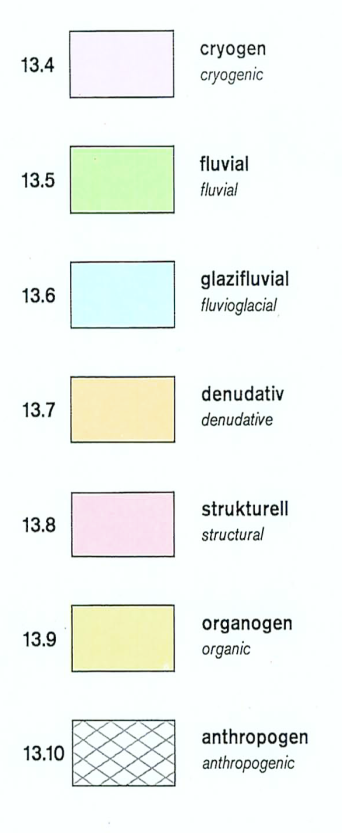 13.4 cryogen
cryogenic
13.5 fluvial
fluvial
13.6 glazifluvial
fluvioglacial
13.7 denudativ
denudative
13.8 strukturell
structural
13.9 organogen
organic
13.10 anthropogen
anthropogenic